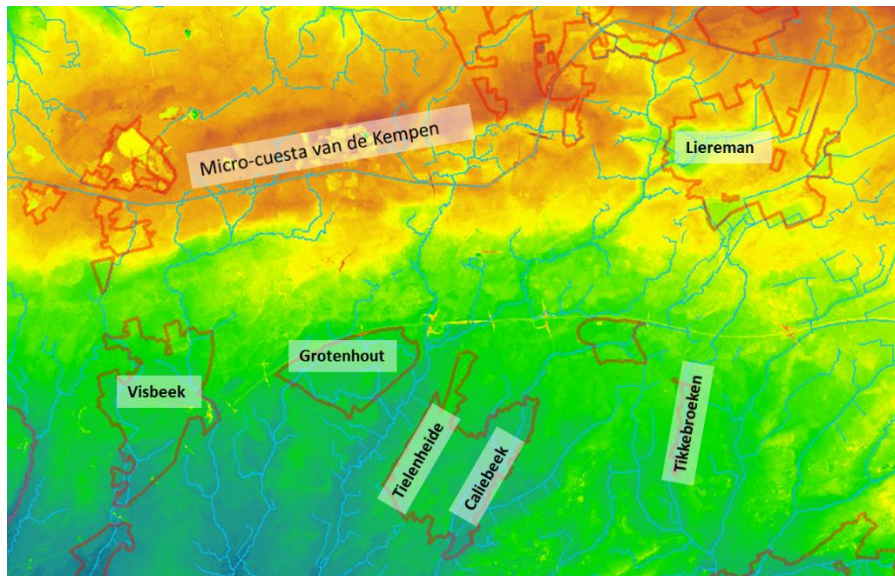 Micro-cuesta van de Kempen
Liereman
Grotenhout
Visbeek
Tielenheide
Caliebeek
Tikkebroeken